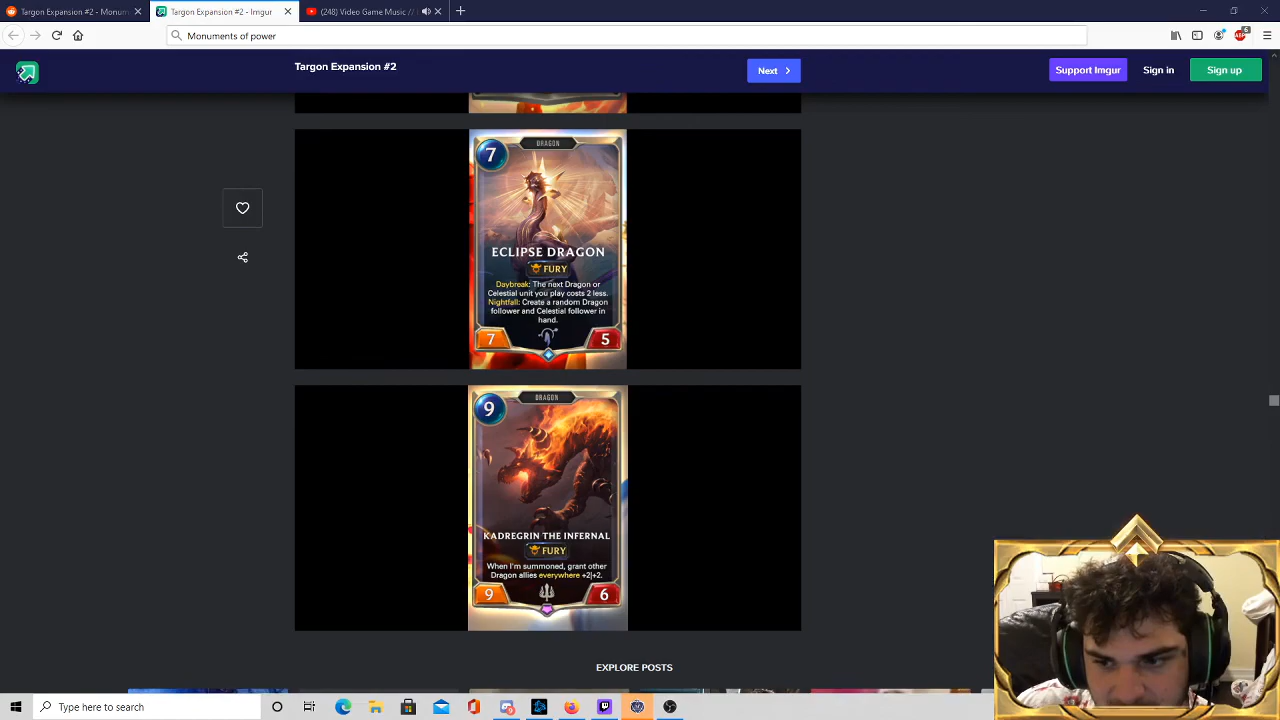 Targon Expansion #2 - Monum
Targon Expansion #2 - Imgur
(248) Video Game Music //
Monuments of power
6
Targon Expansion #2
Next
Support Imgur
Sign in
Sign up
DRAGON
7
ECLIPSE DRAGON
FURY
Daybreak: The next Dragon or
Celestial unit you play costs 2 less.
Nightfall: Create a random Dragon
follower and Celestial follower in
hand.
7
5
DRAGON
9
KADREGRIN THE INFERNAL
FURY
When I'm summoned, grant other
Dragon allies everywhere +2|+2.
9
6
EXPLORE POSTS
Type here to search